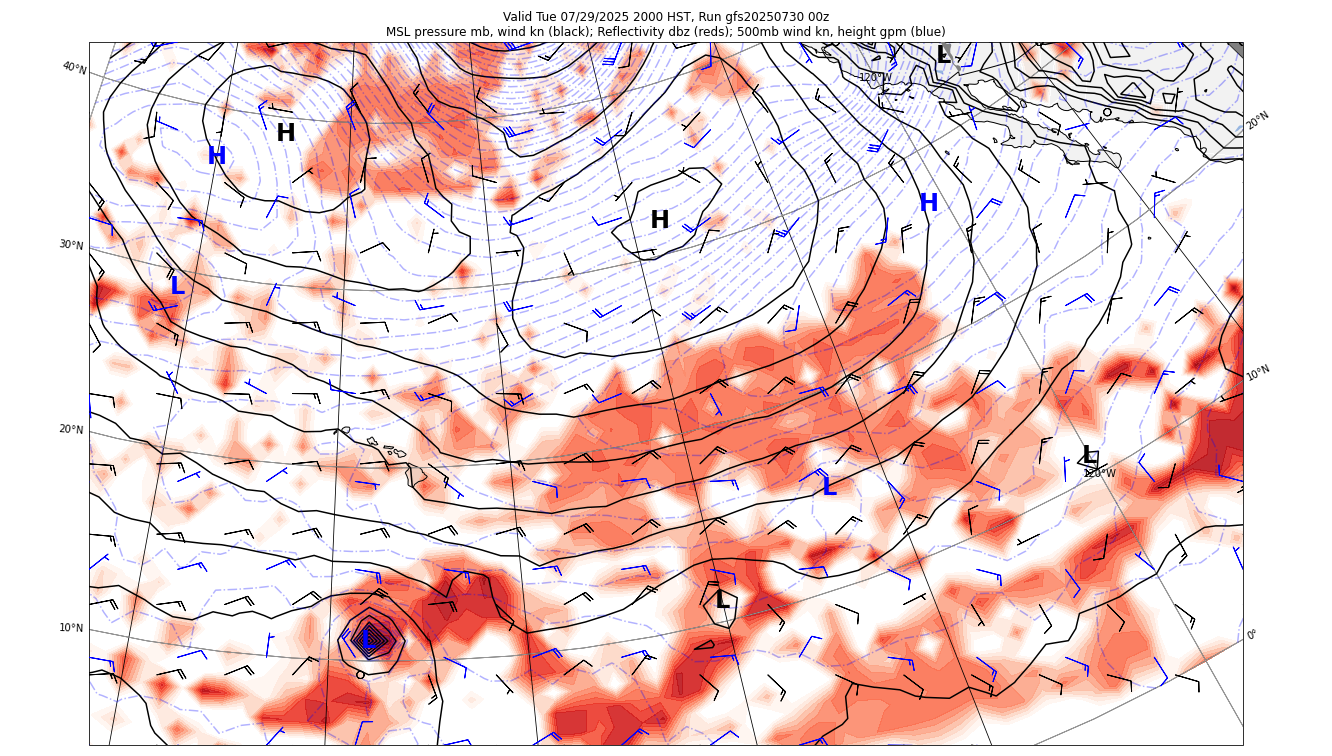 Valid Tue 07/29/2025 2000 HST, Run gfs20250730 00z
MSL pressure mb, wind kn (black); Reflectivity dbz (reds); 500mb wind kn, height gpm (blue)
L
40°N
120°W
20°N
H
H
H
H
30°N
L
10°N
20°N
L
120°W
L
L
10°N
L
0°